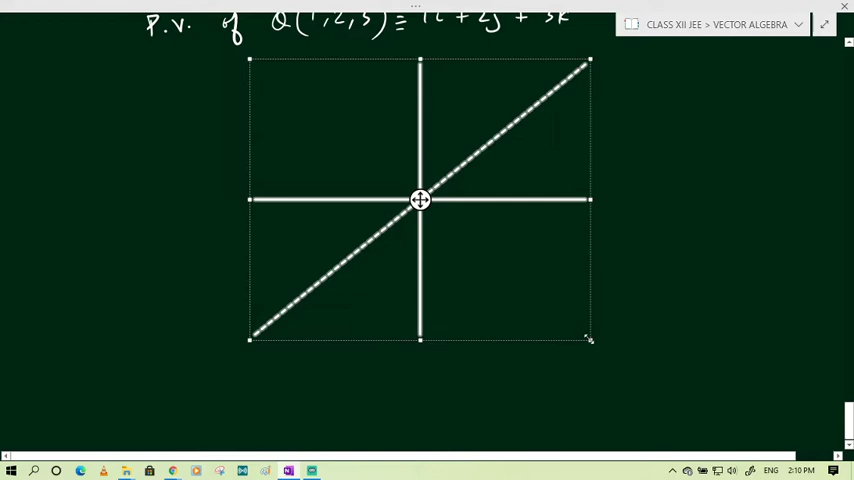 P.V. of Q(1,2,3) ≡ 1i + 2j + 3k
CLASS XII JEE > VECTOR ALGEBRA
ENG 2:10 PM